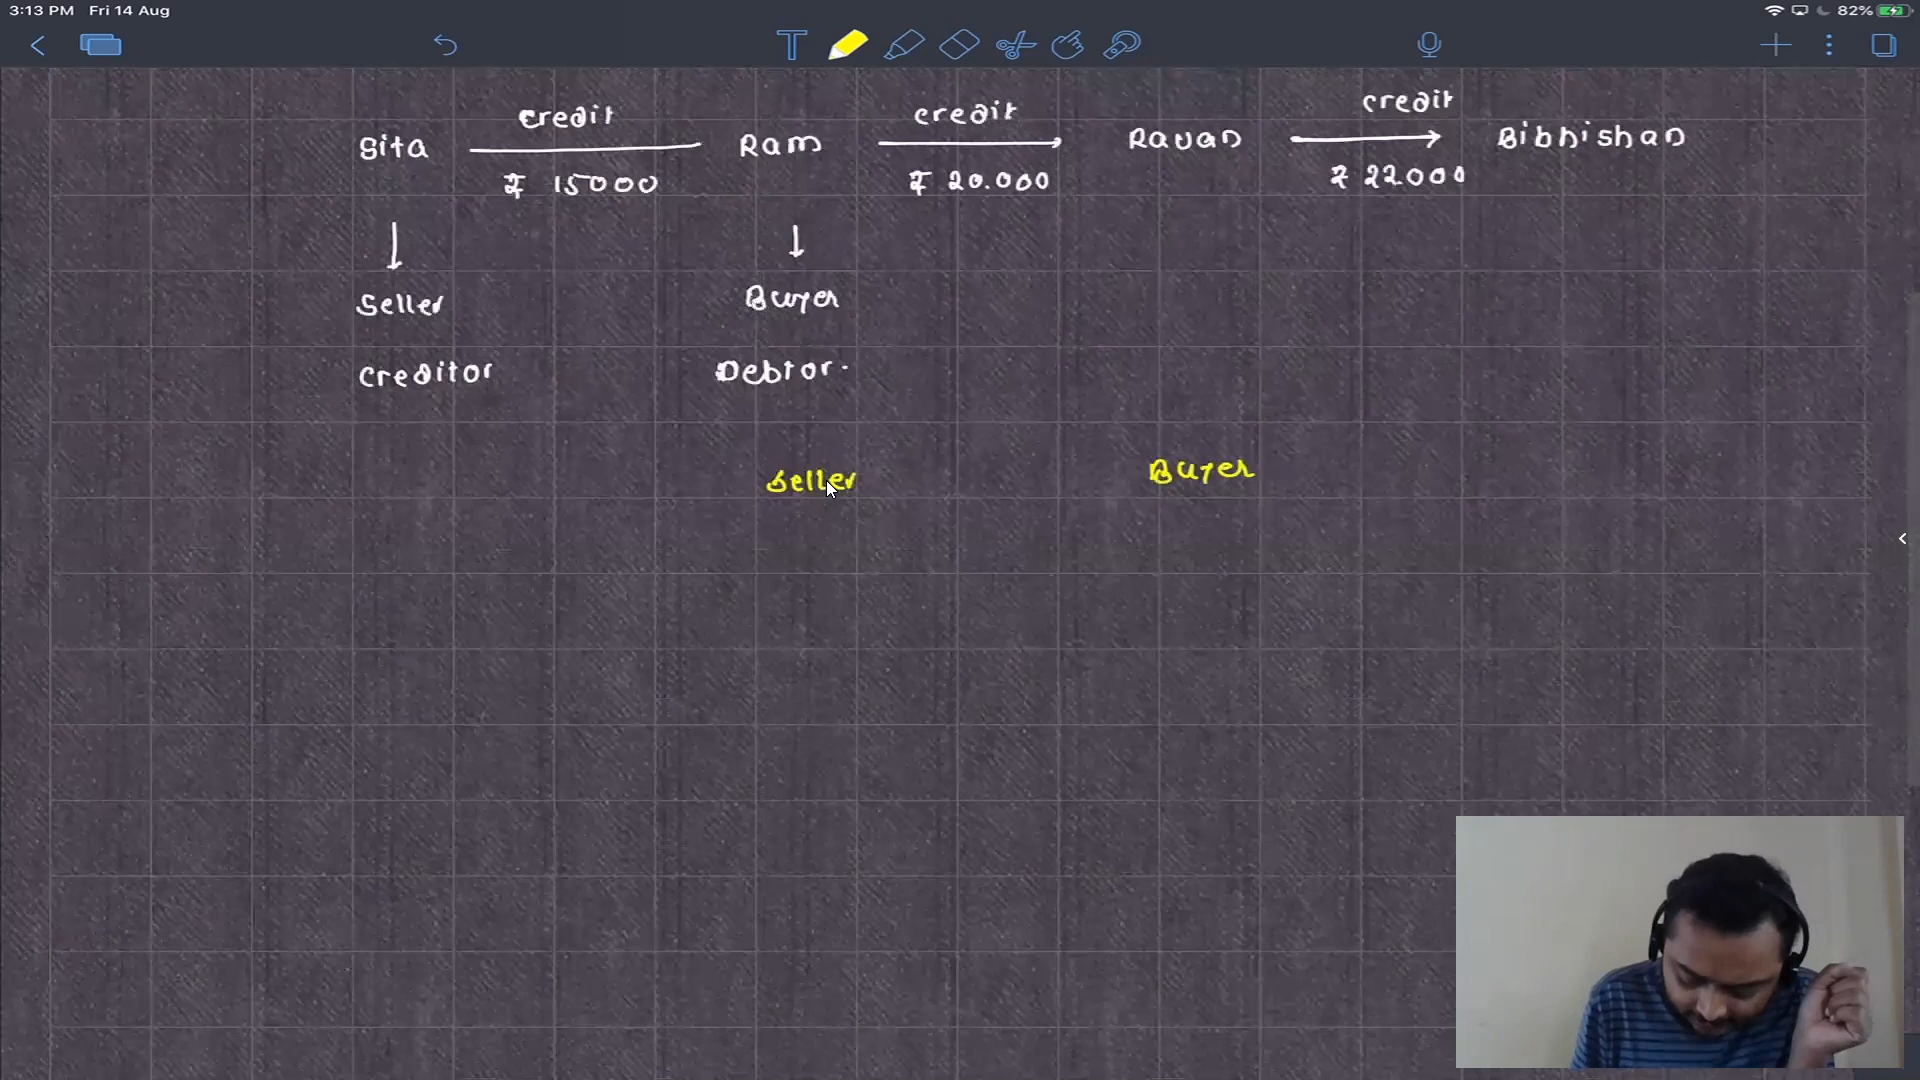 3:13 PM Fri 14 Aug 82%
credit credit credit
Sita Ram Ravan Bibhishan
₹ 15000 ₹ 20.000 ₹ 22000
Seller Buyer
Creditor Debtor.
Seller Buyer